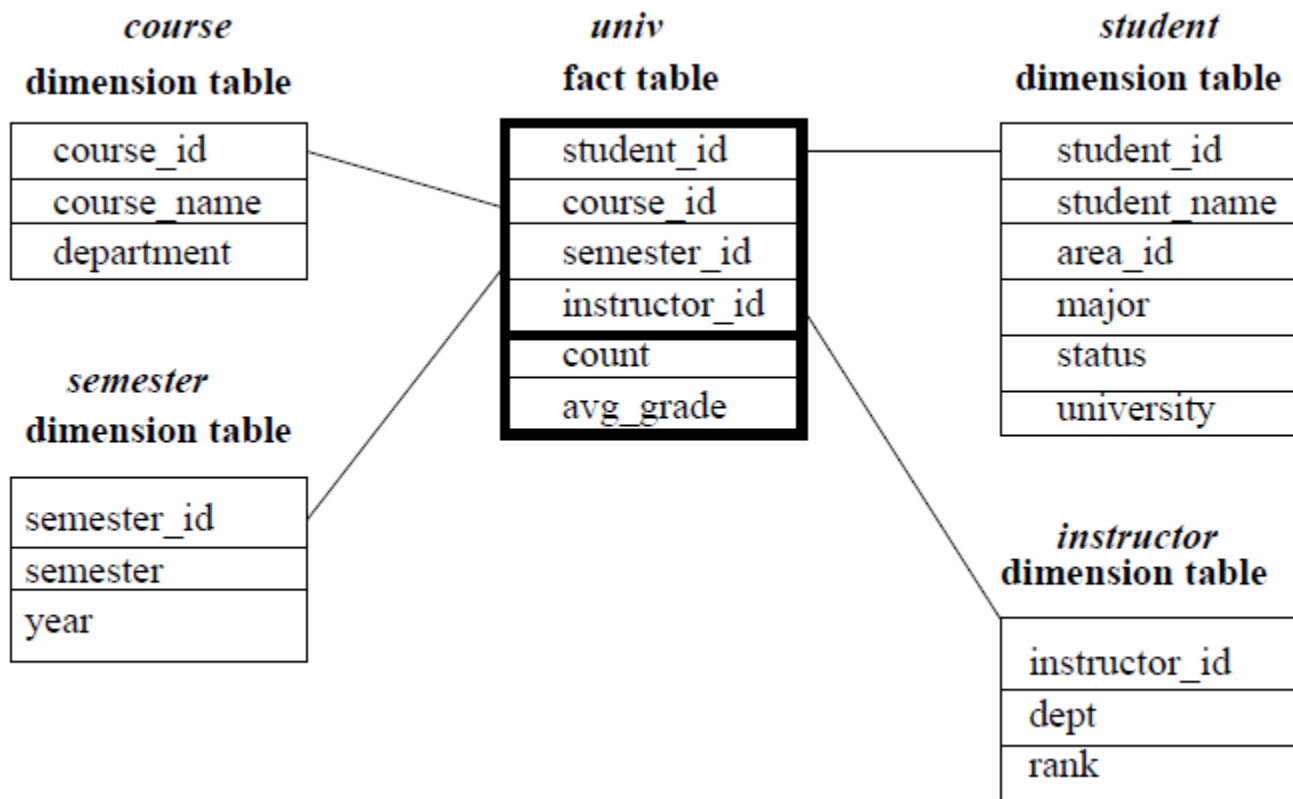 course
dimension table
course_id
course_name
department
semester
dimension table
semester_id
semester
year
univ
fact table
student_id
course_id
semester_id
instructor_id
count
avg_grade
student
dimension table
student_id
student_name
area_id
major
status
university
instructor
dimension table
instructor_id
dept
rank